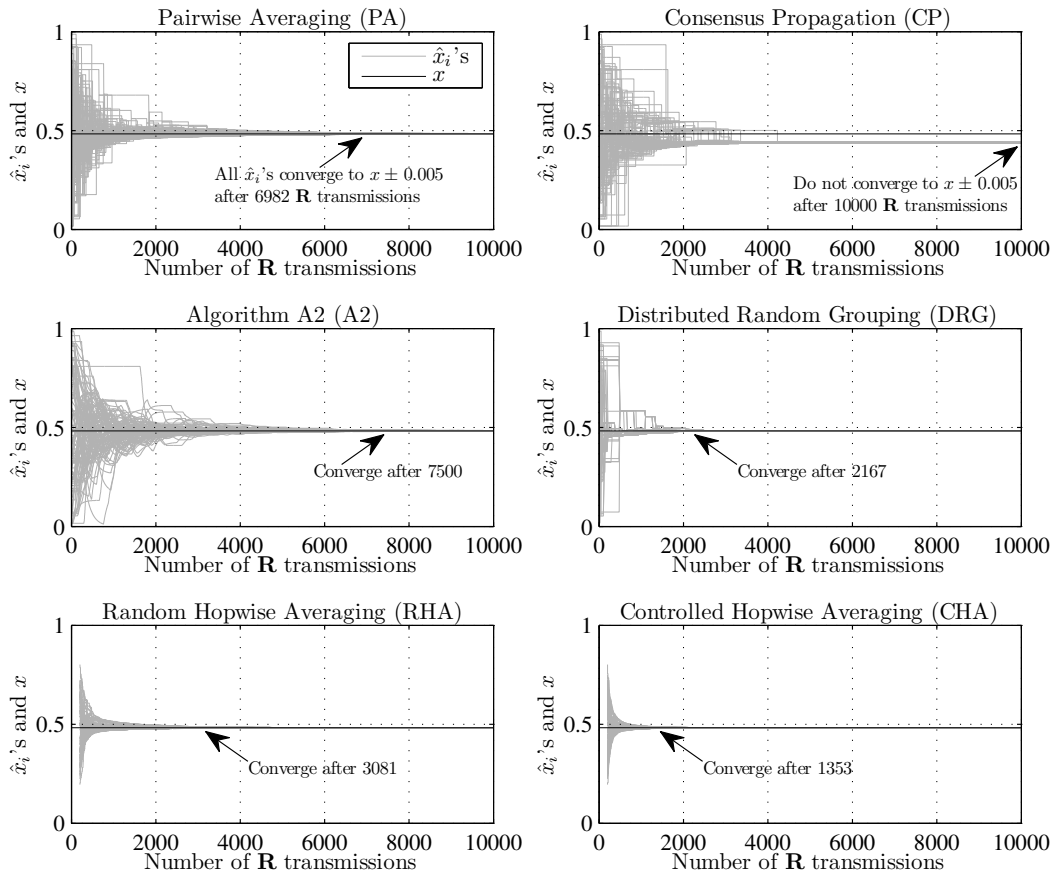 Pairwise Averaging (PA)
1
0.5
0
x̂ᵢ's and x
x̂ᵢ's
x
All x̂ᵢ's converge to x ± 0.005
after 6982 R transmissions
0 2000 4000 6000 8000 10000
Number of R transmissions
Consensus Propagation (CP)
1
0.5
0
x̂ᵢ's and x
Do not converge to x ± 0.005
after 10000 R transmissions
0 2000 4000 6000 8000 10000
Number of R transmissions
Algorithm A2 (A2)
1
0.5
0
x̂ᵢ's and x
Converge after 7500
0 2000 4000 6000 8000 10000
Number of R transmissions
Distributed Random Grouping (DRG)
1
0.5
0
x̂ᵢ's and x
Converge after 2167
0 2000 4000 6000 8000 10000
Number of R transmissions
Random Hopwise Averaging (RHA)
1
0.5
0
x̂ᵢ's and x
Converge after 3081
0 2000 4000 6000 8000 10000
Number of R transmissions
Controlled Hopwise Averaging (CHA)
1
0.5
0
x̂ᵢ's and x
Converge after 1353
0 2000 4000 6000 8000 10000
Number of R transmissions